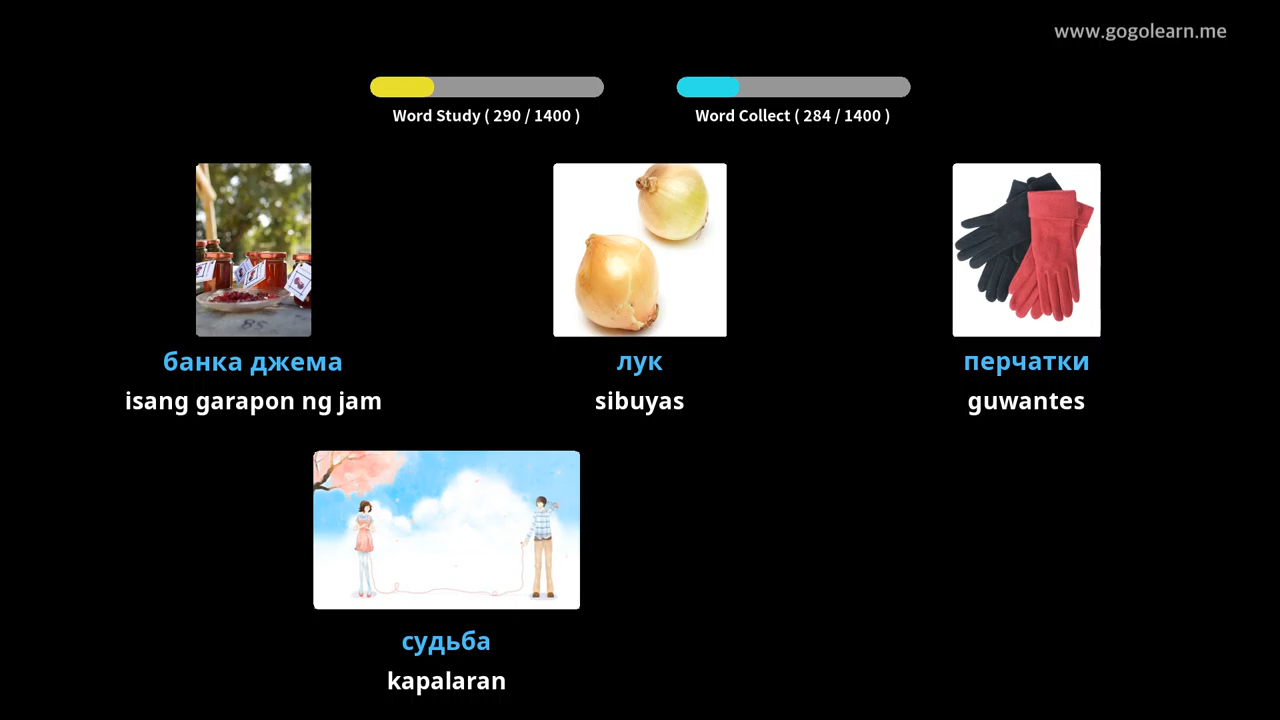 www.gogolearn.me
Word Study ( 290 / 1400 )
Word Collect ( 284 / 1400 )
банка джема
лук
перчатки
isang garapon ng jam
sibuyas
guwantes
судьба
kapalaran